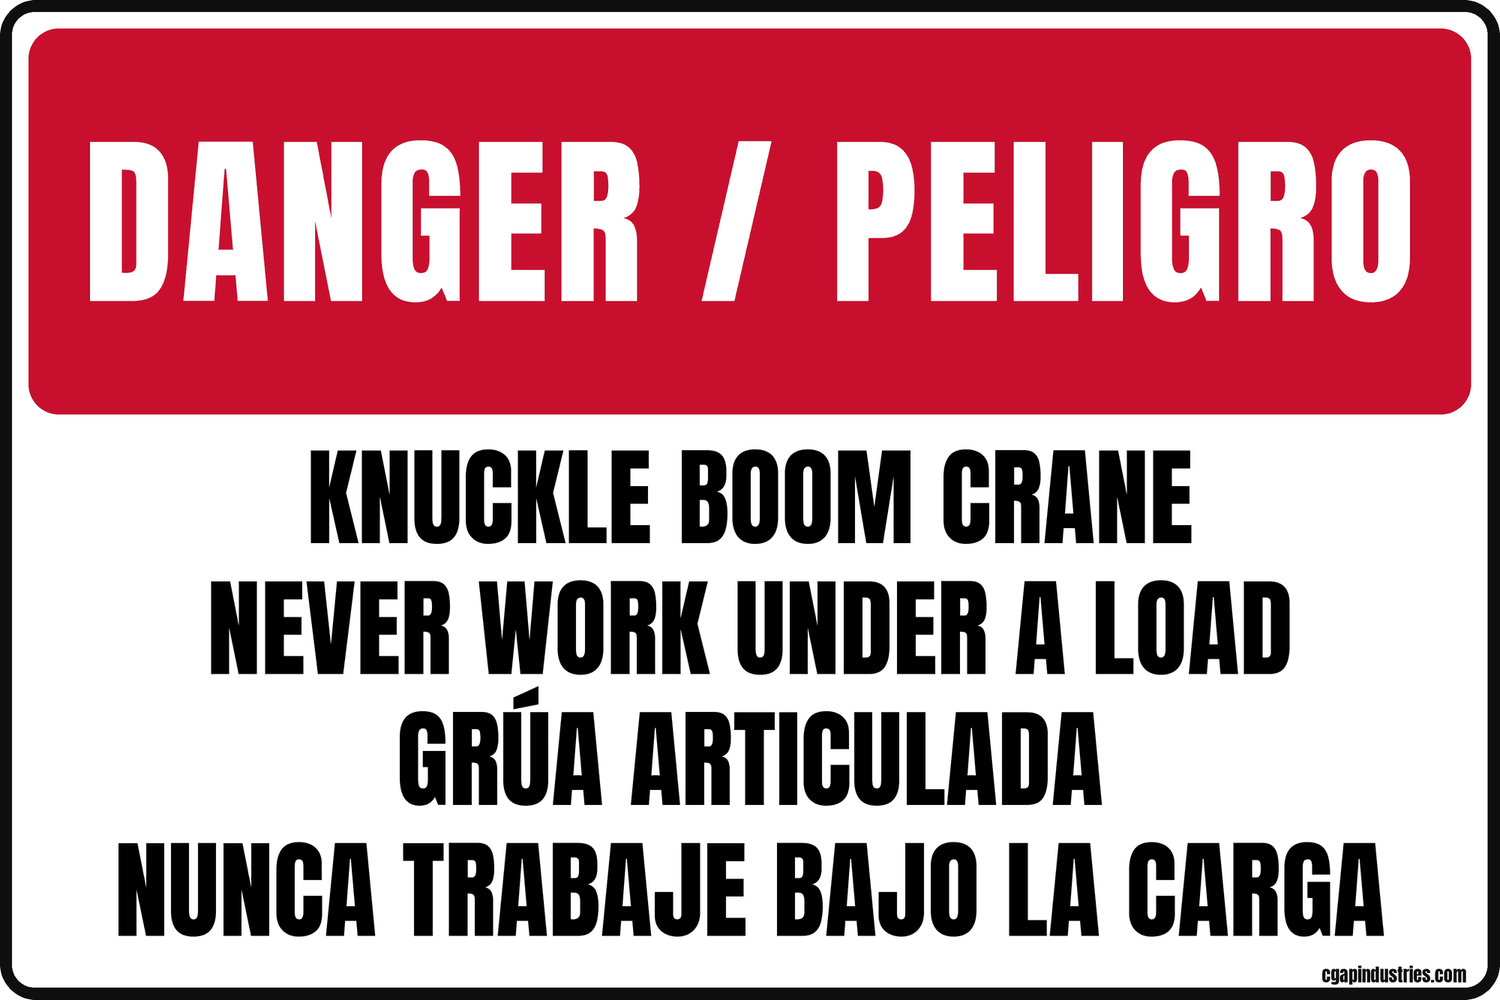 DANGER / PELIGRO
KNUCKLE BOOM CRANE
NEVER WORK UNDER A LOAD
GRÚA ARTICULADA
NUNCA TRABAJE BAJO LA CARGA
cgapindustries.com